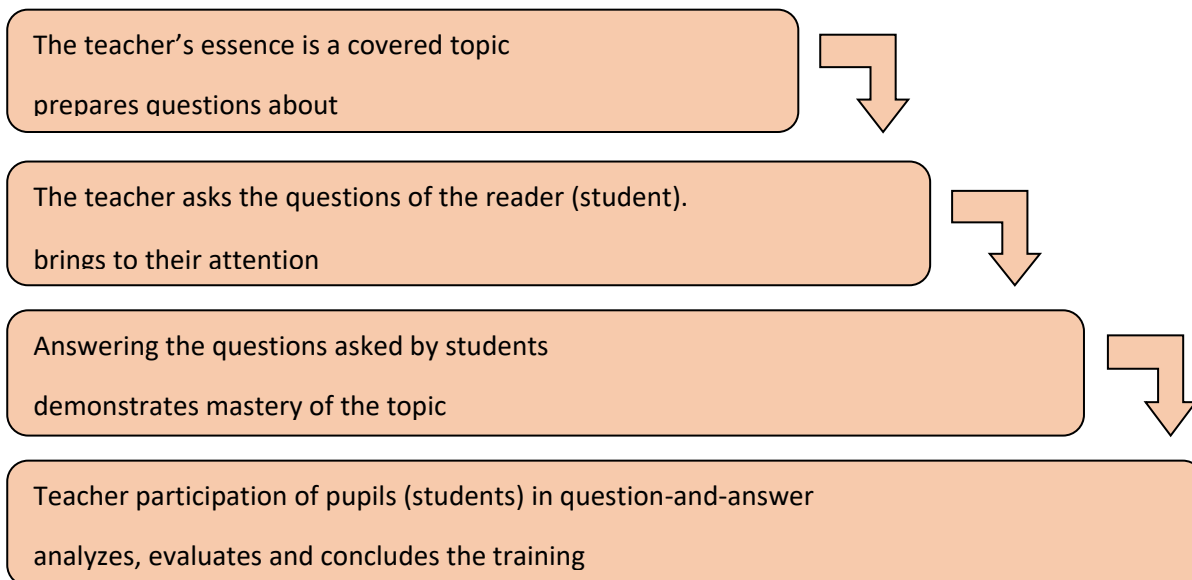 The teacher’s essence is a covered topic
prepares questions about
The teacher asks the questions of the reader (student).
brings to their attention
Answering the questions asked by students
demonstrates mastery of the topic
Teacher participation of pupils (students) in question-and-answer
analyzes, evaluates and concludes the training